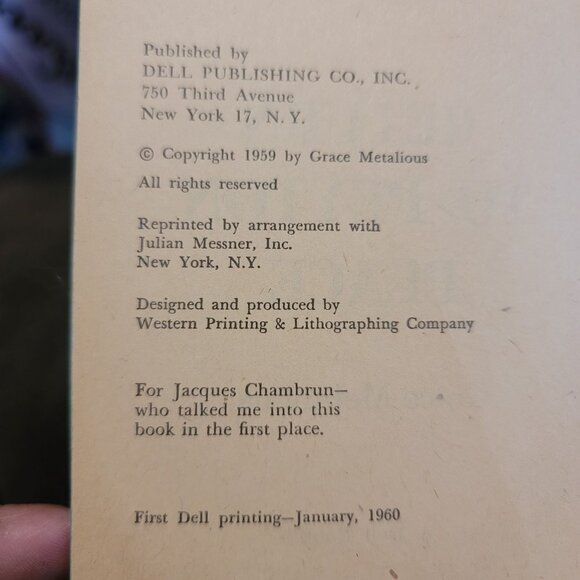 Published by
DELL PUBLISHING CO., INC.
750 Third Avenue
New York 17, N. Y.
© Copyright 1959 by Grace Metalious
All rights reserved
Reprinted by arrangement with
Julian Messner, Inc.
New York, N.Y.
Designed and produced by
Western Printing & Lithographing Company
For Jacques Chambrun—
who talked me into this
book in the first place.
First Dell printing—January, 1960